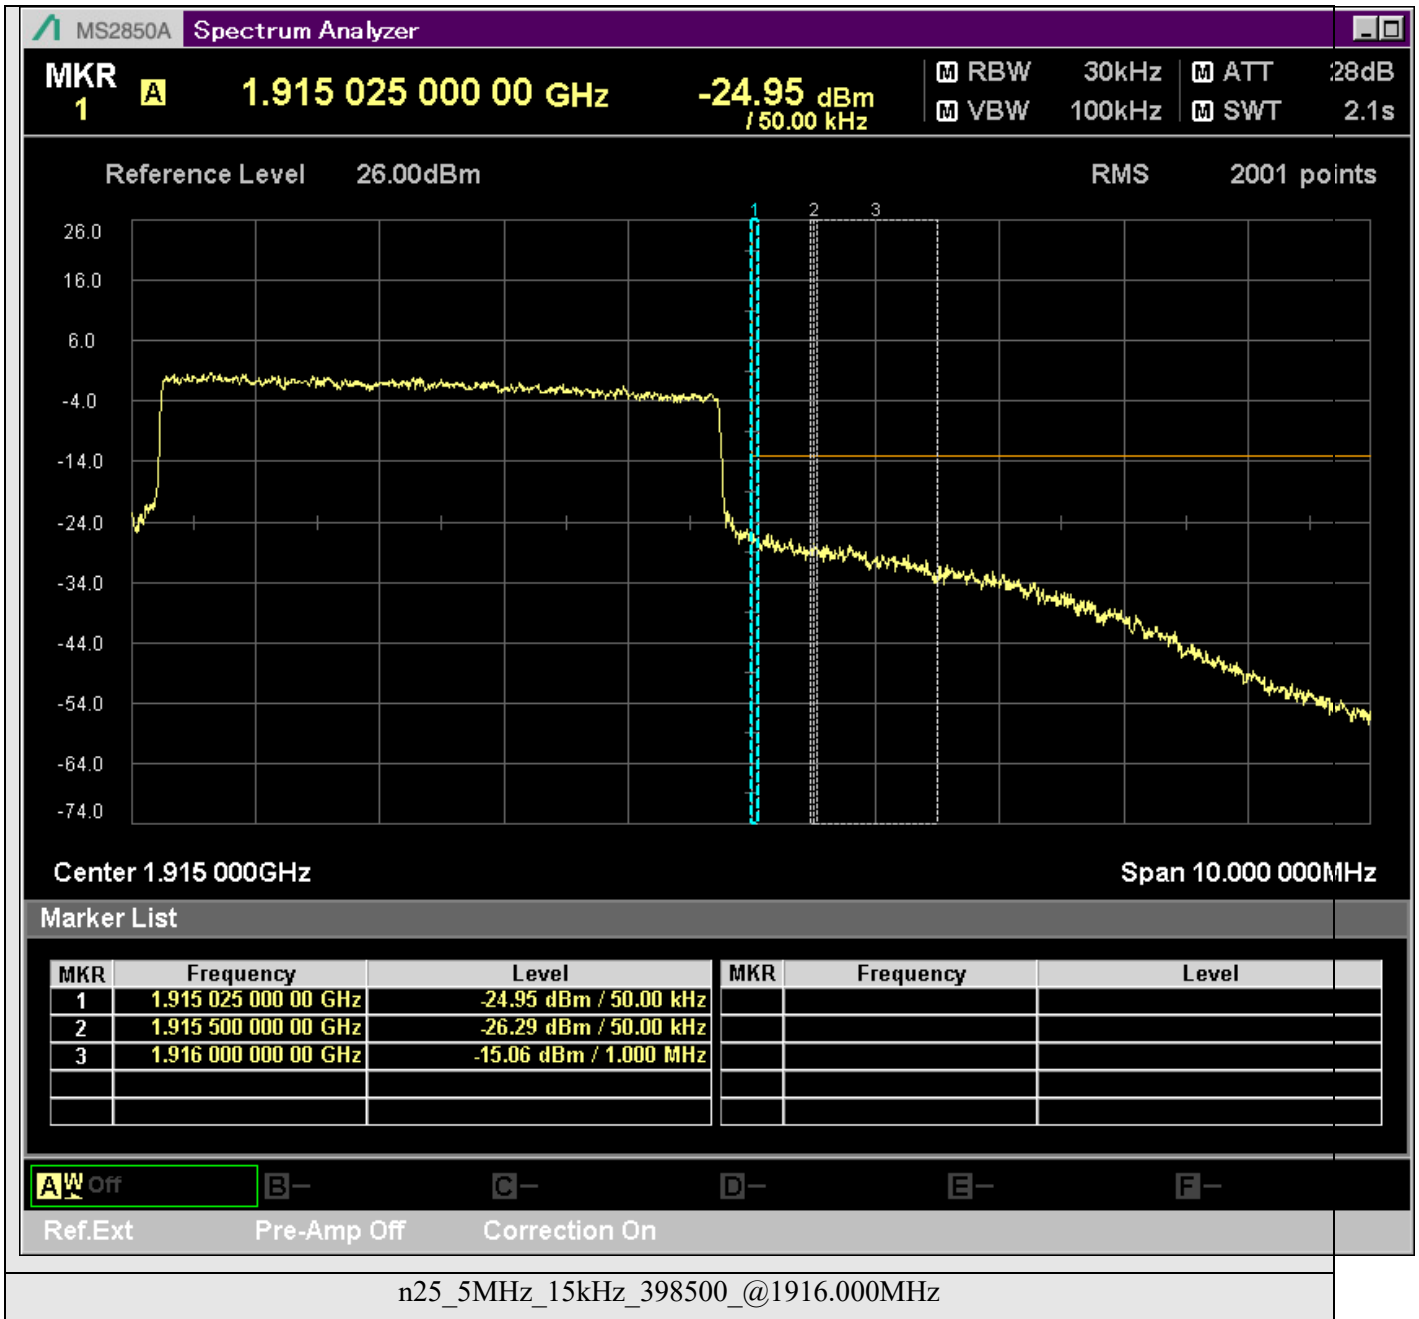 MS2850A Spectrum Analyzer
MKR 1 A 1.915 025 000 00 GHz -24.95 dBm / 50.00 kHz
M RBW 30kHz M ATT 28dB
M VBW 100kHz M SWT 2.1s
Reference Level 26.00dBm RMS 2001 points
1 2 3
26.0
16.0
6.0
-4.0
-14.0
-24.0
-34.0
-44.0
-54.0
-64.0
-74.0
Center 1.915 000GHz Span 10.000 000MHz
Marker List
MKR Frequency Level MKR Frequency Level
1 1.915 025 000 00 GHz -24.95 dBm / 50.00 kHz
2 1.915 500 000 00 GHz -26.29 dBm / 50.00 kHz
3 1.916 000 000 00 GHz -15.06 dBm / 1.000 MHz
A W Off B – C – D – E – F –
Ref.Ext Pre-Amp Off Correction On
n25_5MHz_15kHz_398500_@1916.000MHz